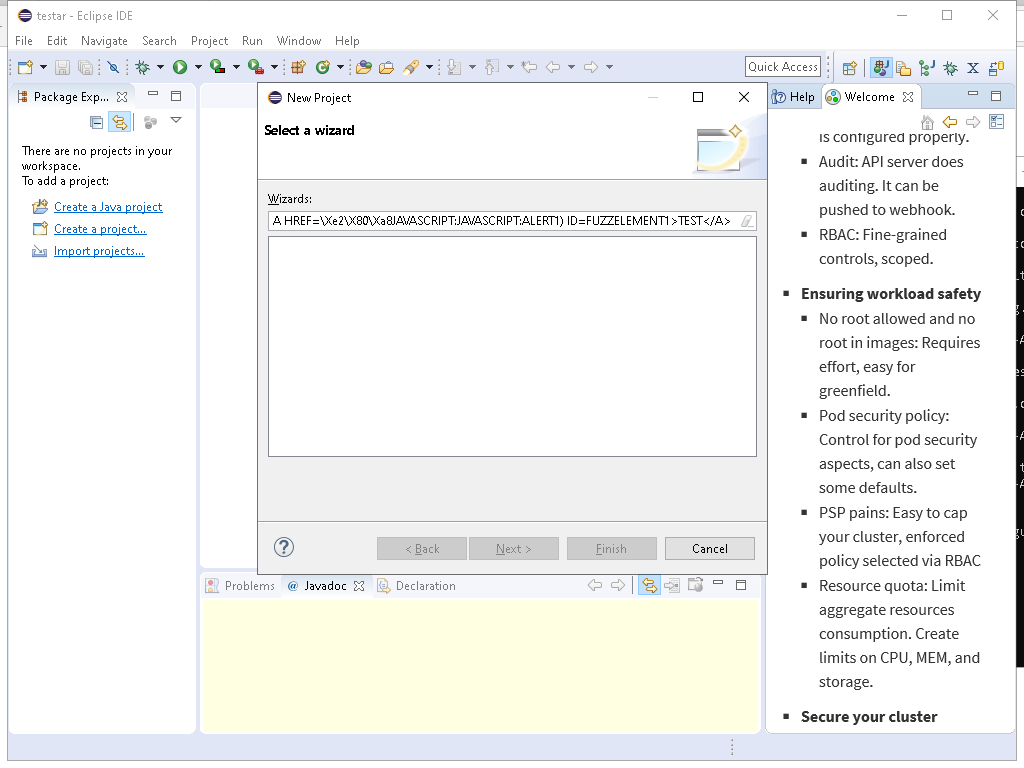 testar - Eclipse IDE
File Edit Navigate Search Project Run Window Help
Quick Access
Package Exp...
There are no projects in your
workspace.
To add a project:
Create a Java project
Create a project...
Import projects...
New Project
Select a wizard
Wizards:
A HREF=\Xe2\X80\Xa8JAVASCRIPT:JAVASCRIPT:ALERT1) ID=FUZZELEMENT1>TEST</A>
< Back
Next >
Finish
Cancel
Problems
@ Javadoc
Declaration
Help
Welcome
is configured properly.
Audit: API server does
auditing. It can be
pushed to webhook.
RBAC: Fine-grained
controls, scoped.
Ensuring workload safety
No root allowed and no
root in images: Requires
effort, easy for
greenfield.
Pod security policy:
Control for pod security
aspects, can also set
some defaults.
PSP pains: Easy to cap
your cluster, enforced
policy selected via RBAC
Resource quota: Limit
aggregate resources
consumption. Create
limits on CPU, MEM, and
storage.
Secure your cluster